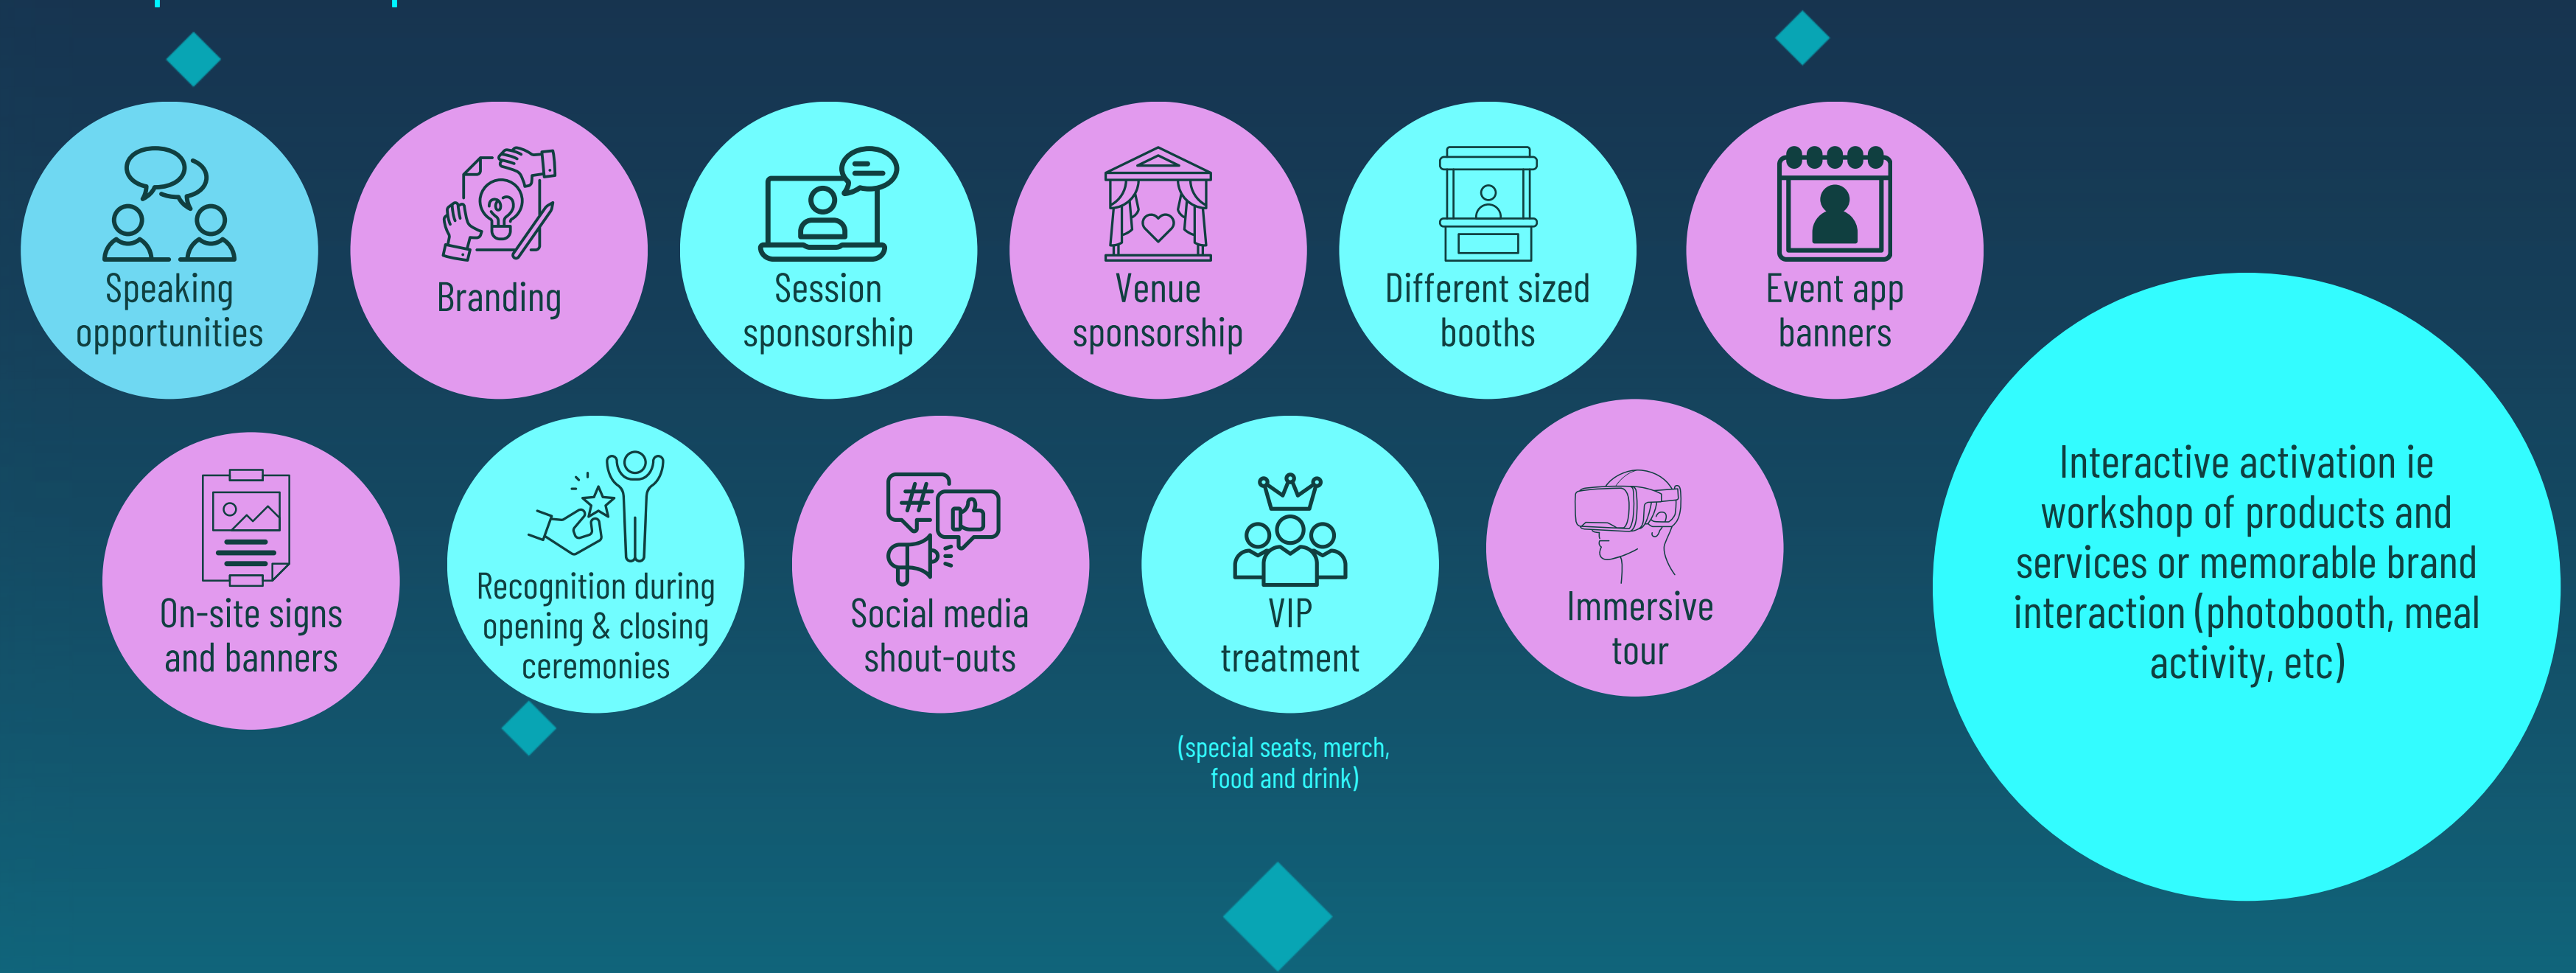 Speaking
opportunities
Branding
Session
sponsorship
Venue
sponsorship
Different sized
booths
Event app
banners
On-site signs
and banners
Recognition during
opening & closing
ceremonies
#
Social media
shout-outs
VIP
treatment
(special seats, merch,
food and drink)
Immersive
tour
Interactive activation ie
workshop of products and
services or memorable brand
interaction (photobooth, meal
activity, etc)